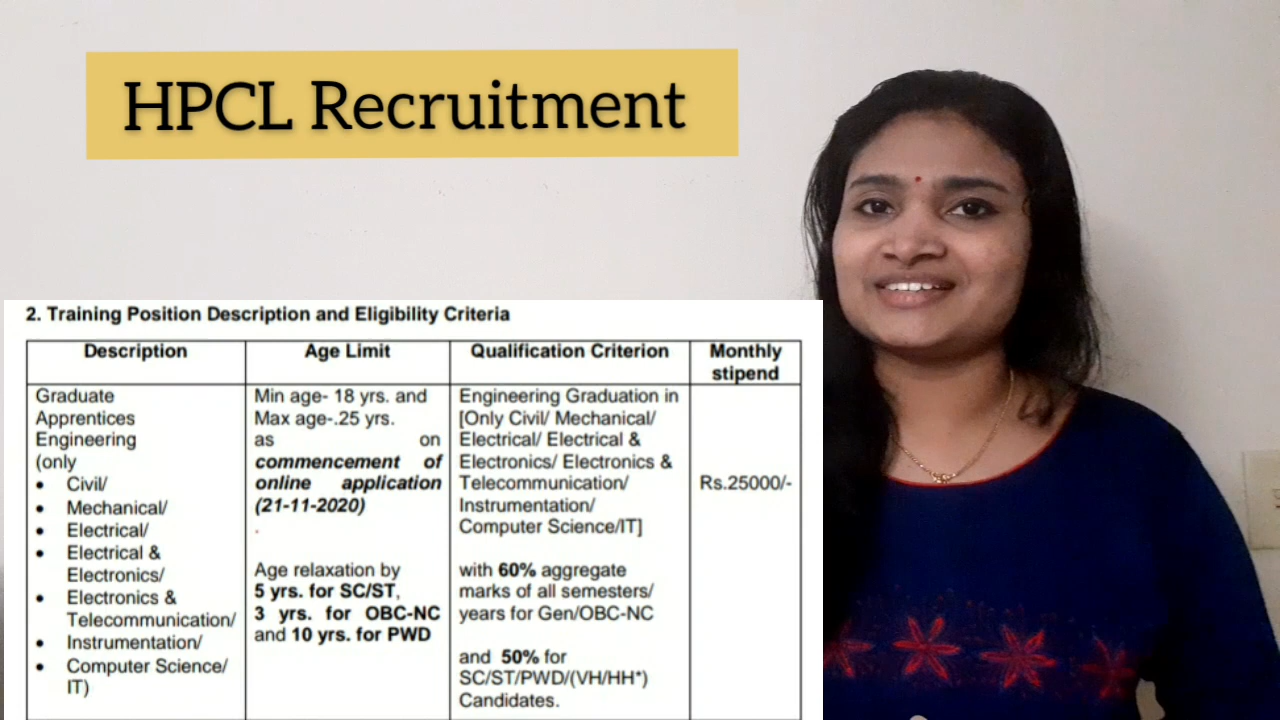 HPCL Recruitment
2. Training Position Description and Eligibility Criteria
Description
Age Limit
Qualification Criterion
Monthly
stipend
Graduate
Apprentices
Engineering
(only
• Civil/
• Mechanical/
• Electrical/
• Electrical &
Electronics/
• Electronics &
Telecommunication/
• Instrumentation/
• Computer Science/
IT)
Min age- 18 yrs. and
Max age-.25 yrs.
as on
commencement of
online application
(21-11-2020)
.
Age relaxation by
5 yrs. for SC/ST,
3 yrs. for OBC-NC
and 10 yrs. for PWD
Engineering Graduation in
[Only Civil/ Mechanical/
Electrical/ Electrical &
Electronics/ Electronics &
Telecommunication/
Instrumentation/
Computer Science/IT]
with 60% aggregate
marks of all semesters/
years for Gen/OBC-NC
and 50% for
SC/ST/PWD/(VH/HH*)
Candidates.
Rs.25000/-